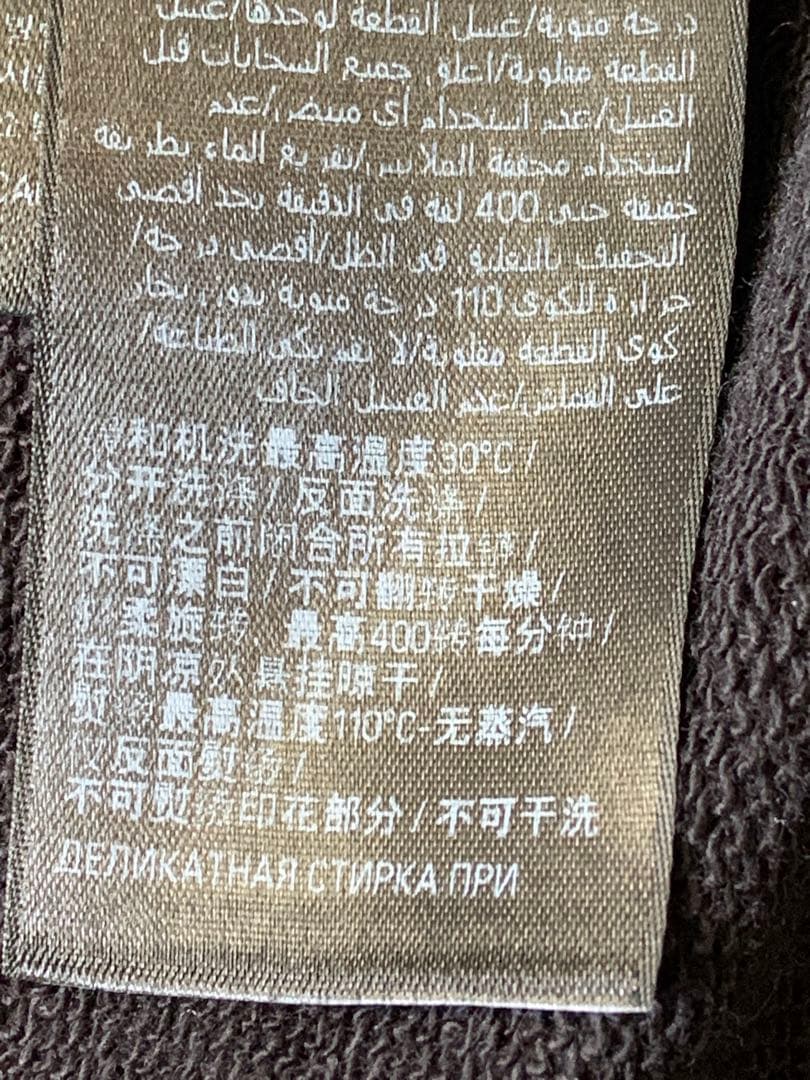 درجة مئوية/غسل القطعة لوحدها/غسل
القطعة مقلوبة/اغلق جميع السحابات قبل
الغسل/عدم استخدام أي مبيض/عدم
استخدام مجففة الملابس/تفريغ الماء بطريقة
خفيفة حتى 400 لفة في الدقيقة بحد أقصى
التجفيف بالتعليق في الظل/أقصى درجة/
حرارة للكوي 110 درجة مئوية بدون بخار
كوي القطعة مقلوبة/لا تقم بكي الطباعة/
على القماش/عدم الغسل الجاف
和机洗最高温度30°C/
分开洗涤/反面洗涤/
洗涤之前闭合所有拉链/
不可漂白/不可翻转干燥/
轻柔旋转、最高400转每分钟/
在阴凉处悬挂晾干/
熨烫最高温度110°C-无蒸汽/
仅反面熨烫/
不可熨烫印花部分/不可干洗
ДЕЛИКАТНАЯ СТИРКА ПРИ